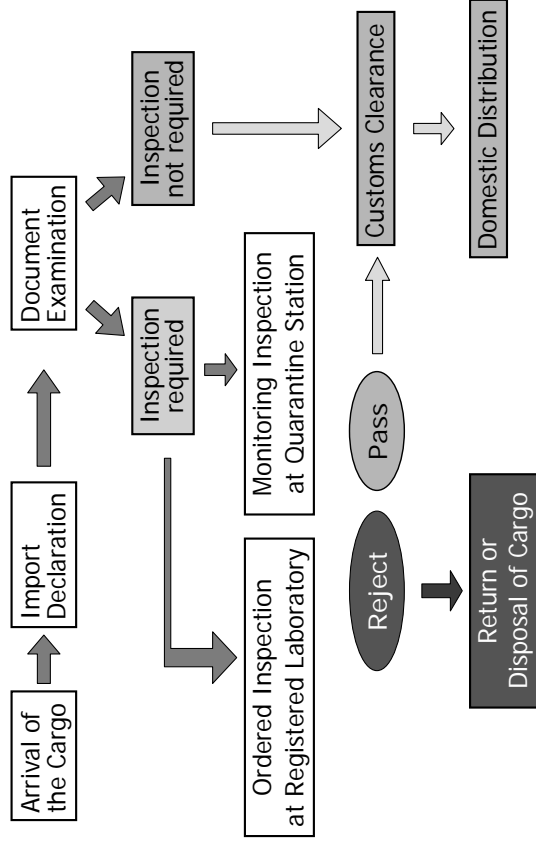 Arrival of
the Cargo
Import
Declaration
Document
Examination
Inspection
required
Inspection
not required
Ordered Inspection
at Registered Laboratory
Monitoring Inspection
at Quarantine Station
Reject
Pass
Customs Clearance
Return or
Disposal of Cargo
Domestic Distribution